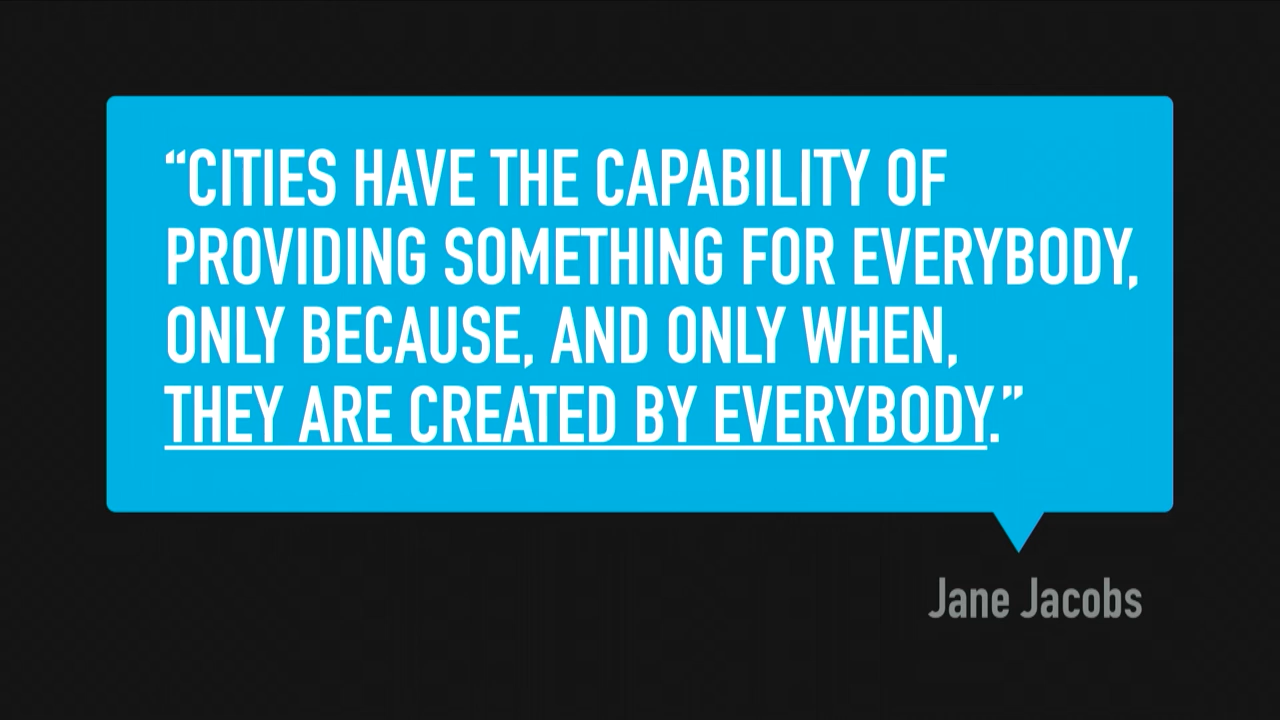 “CITIES HAVE THE CAPABILITY OF
PROVIDING SOMETHING FOR EVERYBODY,
ONLY BECAUSE, AND ONLY WHEN,
THEY ARE CREATED BY EVERYBODY.”
Jane Jacobs